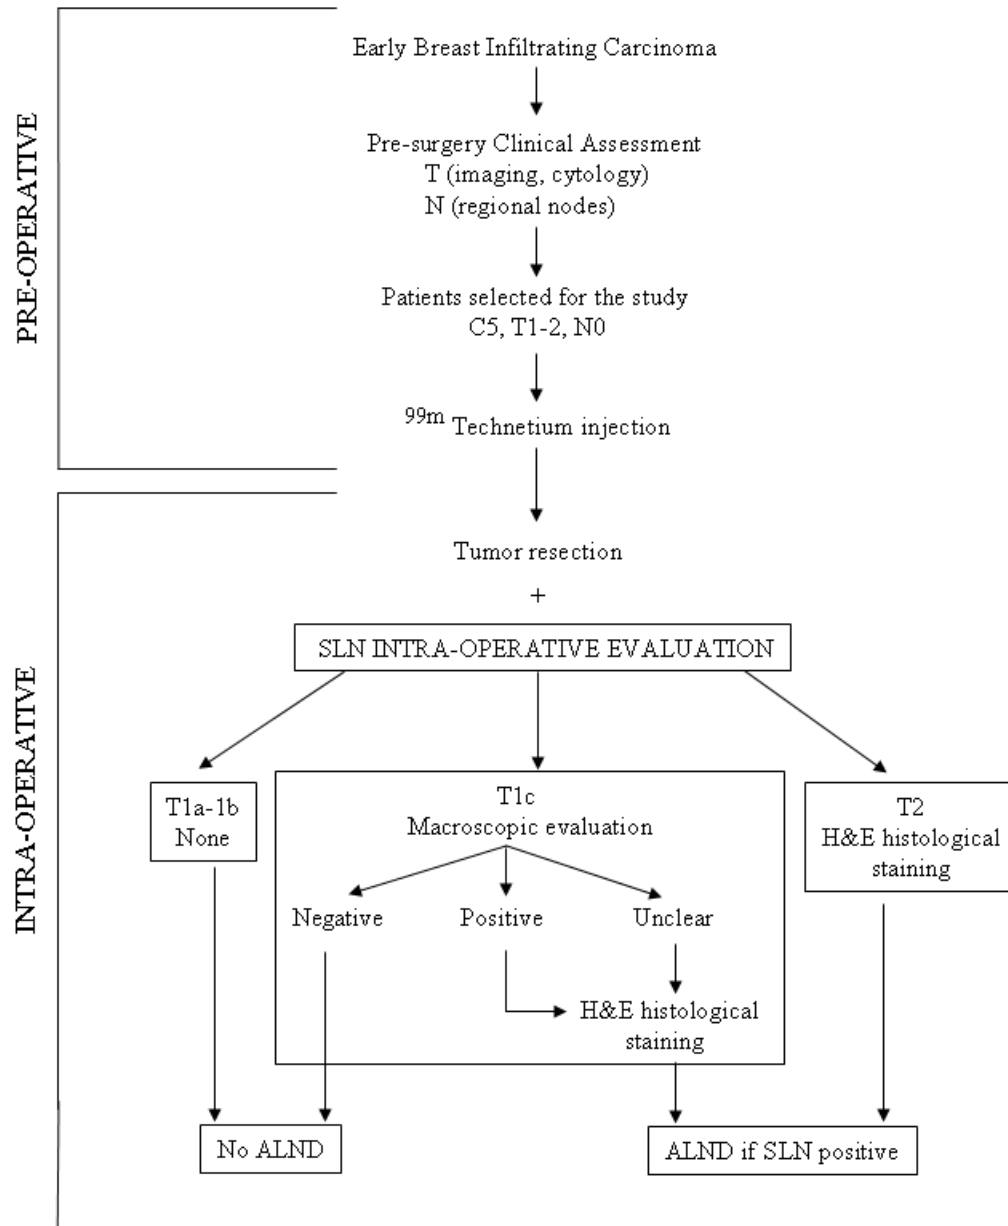 PRE-OPERATIVE
Early Breast Infiltrating Carcinoma
Pre-surgery Clinical Assessment
T (imaging, cytology)
N (regional nodes)
Patients selected for the study
C5, T1-2, N0
99m Technetium injection
INTRA-OPERATIVE
Tumor resection
+
SLN INTRA-OPERATIVE EVALUATION
T1a-1b
None
T1c
Macroscopic evaluation
Negative
Positive
Unclear
H&E histological
staining
T2
H&E histological
staining
No ALND
ALND if SLN positive